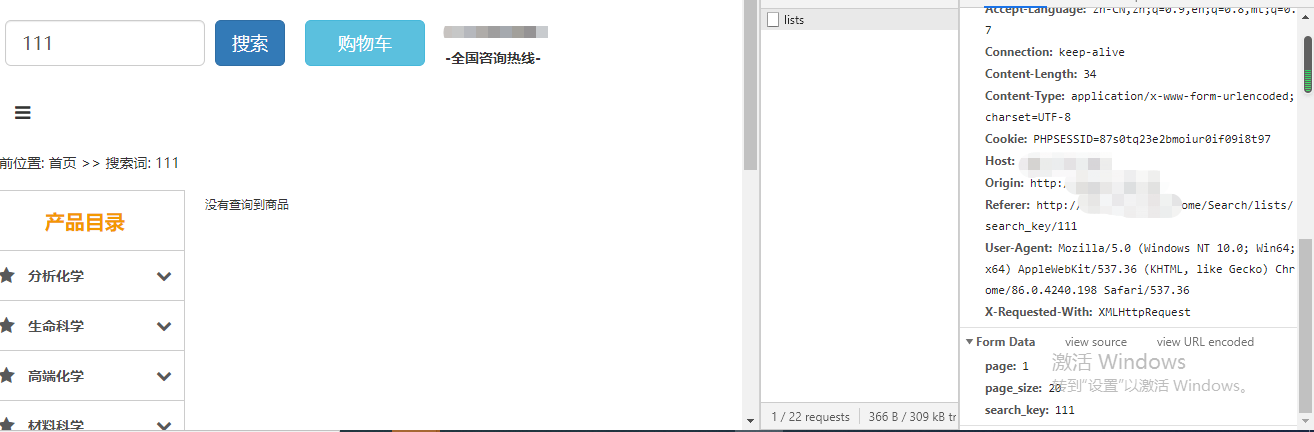 111
搜索
购物车
-全国咨询热线-
前位置: 首页 >> 搜索词: 111
产品目录
没有查询到商品
分析化学
生命科学
高端化学
材料科学
lists
1 / 22 requests
366 B / 309 kB tr
Accept-Language: zh-CN,zh;q=0.9,en;q=0.8,mt;q=0.
7
Connection: keep-alive
Content-Length: 34
Content-Type: application/x-www-form-urlencoded;
charset=UTF-8
Cookie: PHPSESSID=87s0tq23e2bmoiur0if09i8t97
Host:
Origin: http:
Referer: http:/ ome/Search/lists/
search_key/111
User-Agent: Mozilla/5.0 (Windows NT 10.0; Win64;
x64) AppleWebKit/537.36 (KHTML, like Gecko) Chr
ome/86.0.4240.198 Safari/537.36
X-Requested-With: XMLHttpRequest
Form Data
view source
view URL encoded
page: 1
page_size: 20
search_key: 111
激活 Windows
转到“设置”以激活 Windows。